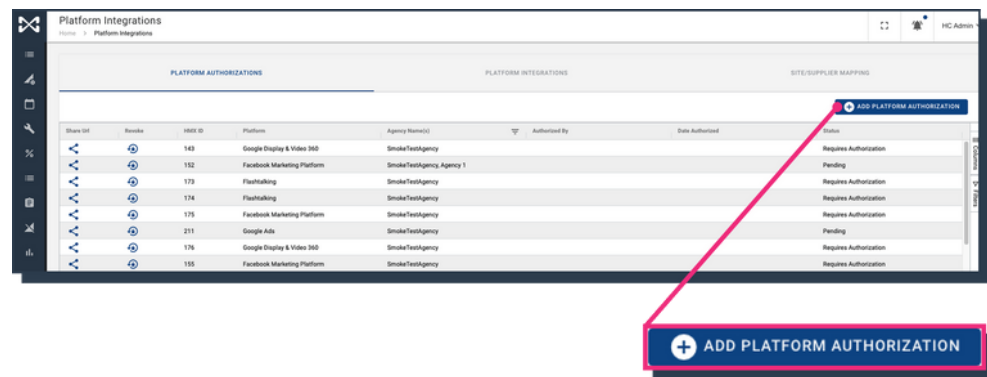 Platform Integrations
Home > Platform Integrations
HC Admin
PLATFORM AUTHORIZATIONS PLATFORM INTEGRATIONS SITE/SUPPLIER MAPPING
ADD PLATFORM AUTHORIZATION
Share Url Revoke HMX ID Platform Agency Name(s) Authorized By Date Authorized Status
143 Google Display & Video 360 SmokeTestAgency Requires Authorization
152 Facebook Marketing Platform SmokeTestAgency, Agency 1 Pending
173 Flashtalking SmokeTestAgency Requires Authorization
174 Flashtalking SmokeTestAgency Requires Authorization
175 Facebook Marketing Platform SmokeTestAgency Requires Authorization
211 Google Ads SmokeTestAgency Pending
176 Google Display & Video 360 SmokeTestAgency Requires Authorization
155 Facebook Marketing Platform SmokeTestAgency Requires Authorization
Columns
Filters
ADD PLATFORM AUTHORIZATION